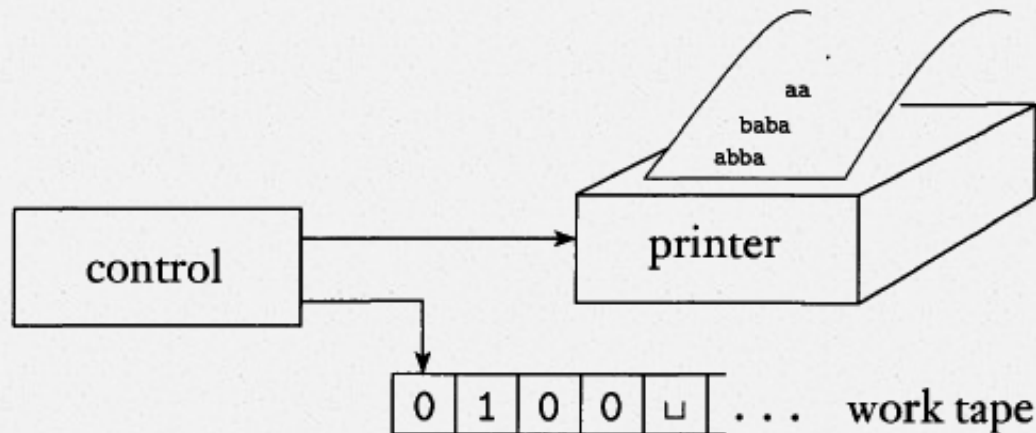 aa
baba
abba
control
printer
0 1 0 0 ␣ ... work tape